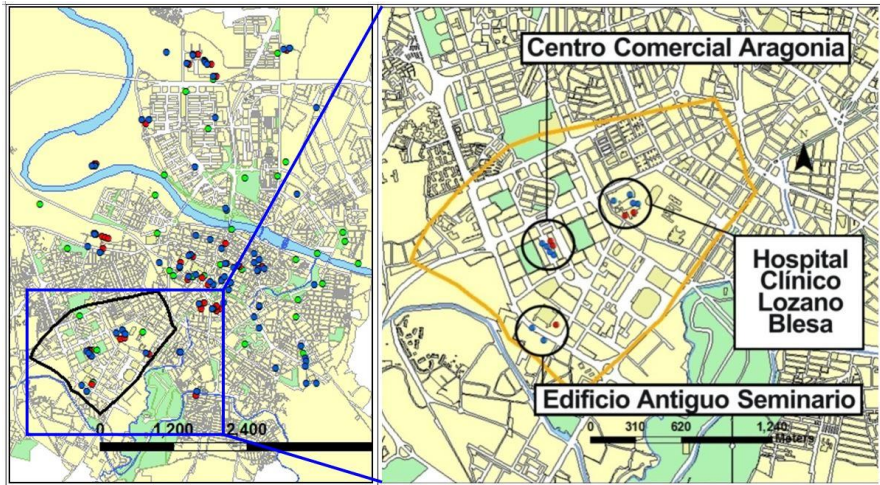 Centro Comercial Aragonia
N
Hospital
Clínico
Lozano
Blesa
Edificio Antiguo Seminario
0 1,200 2,400
0 310 620 1,240
Meters